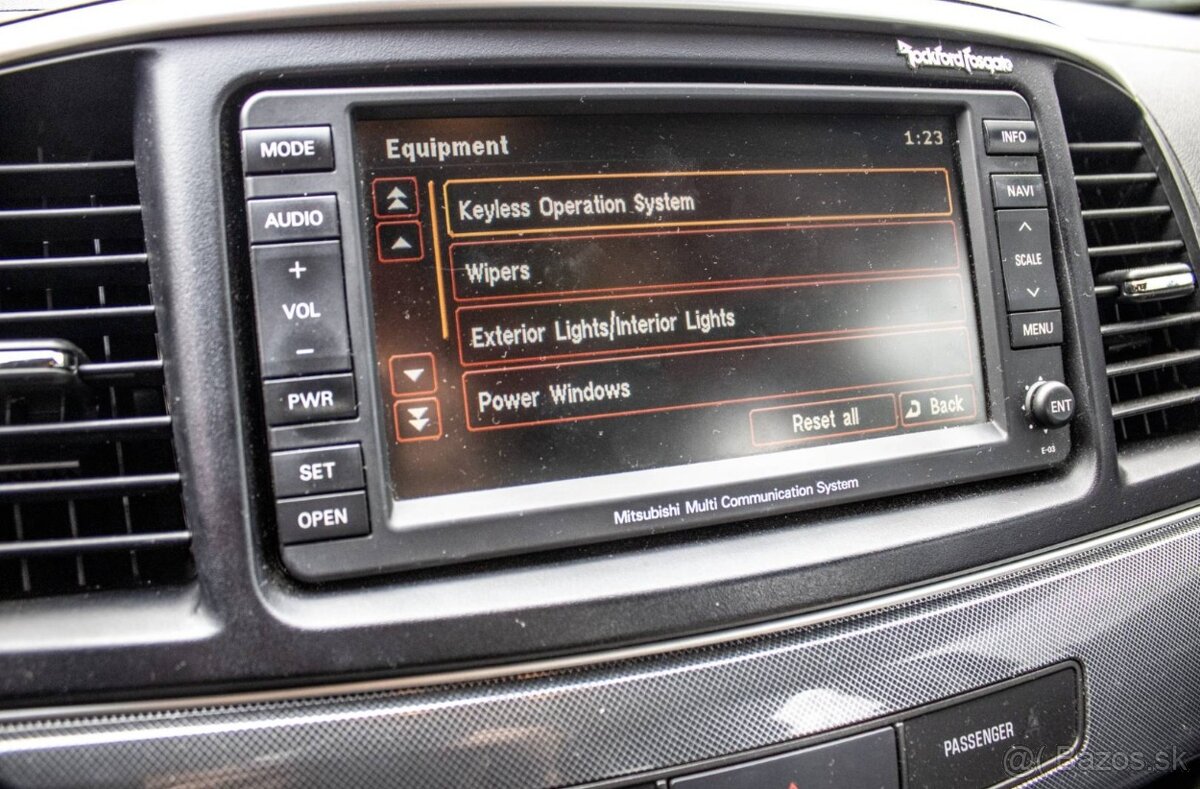 Rockford Fosgate
MODE
AUDIO
+
VOL
–
PWR
SET
OPEN
Equipment
1:23
Keyless Operation System
Wipers
Exterior Lights/Interior Lights
Power Windows
Reset all
Back
INFO
NAVI
SCALE
MENU
ENT
E-03
Mitsubishi Multi Communication System
PASSENGER
Bazos.sk